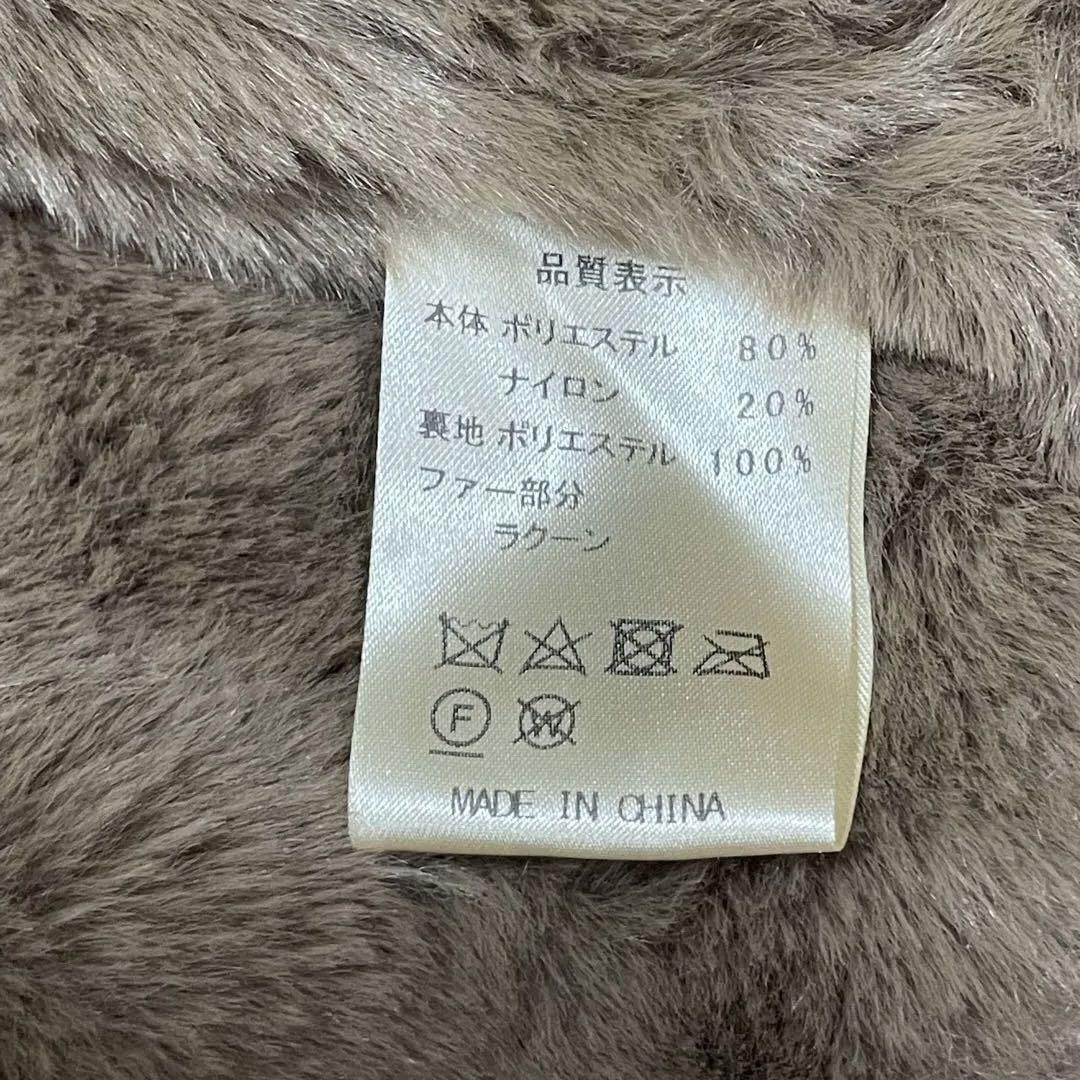 品質表示
本体 ポリエステル 80%
ナイロン 20%
裏地 ポリエステル 100%
ファー部分
ラクーン
F W
MADE IN CHINA